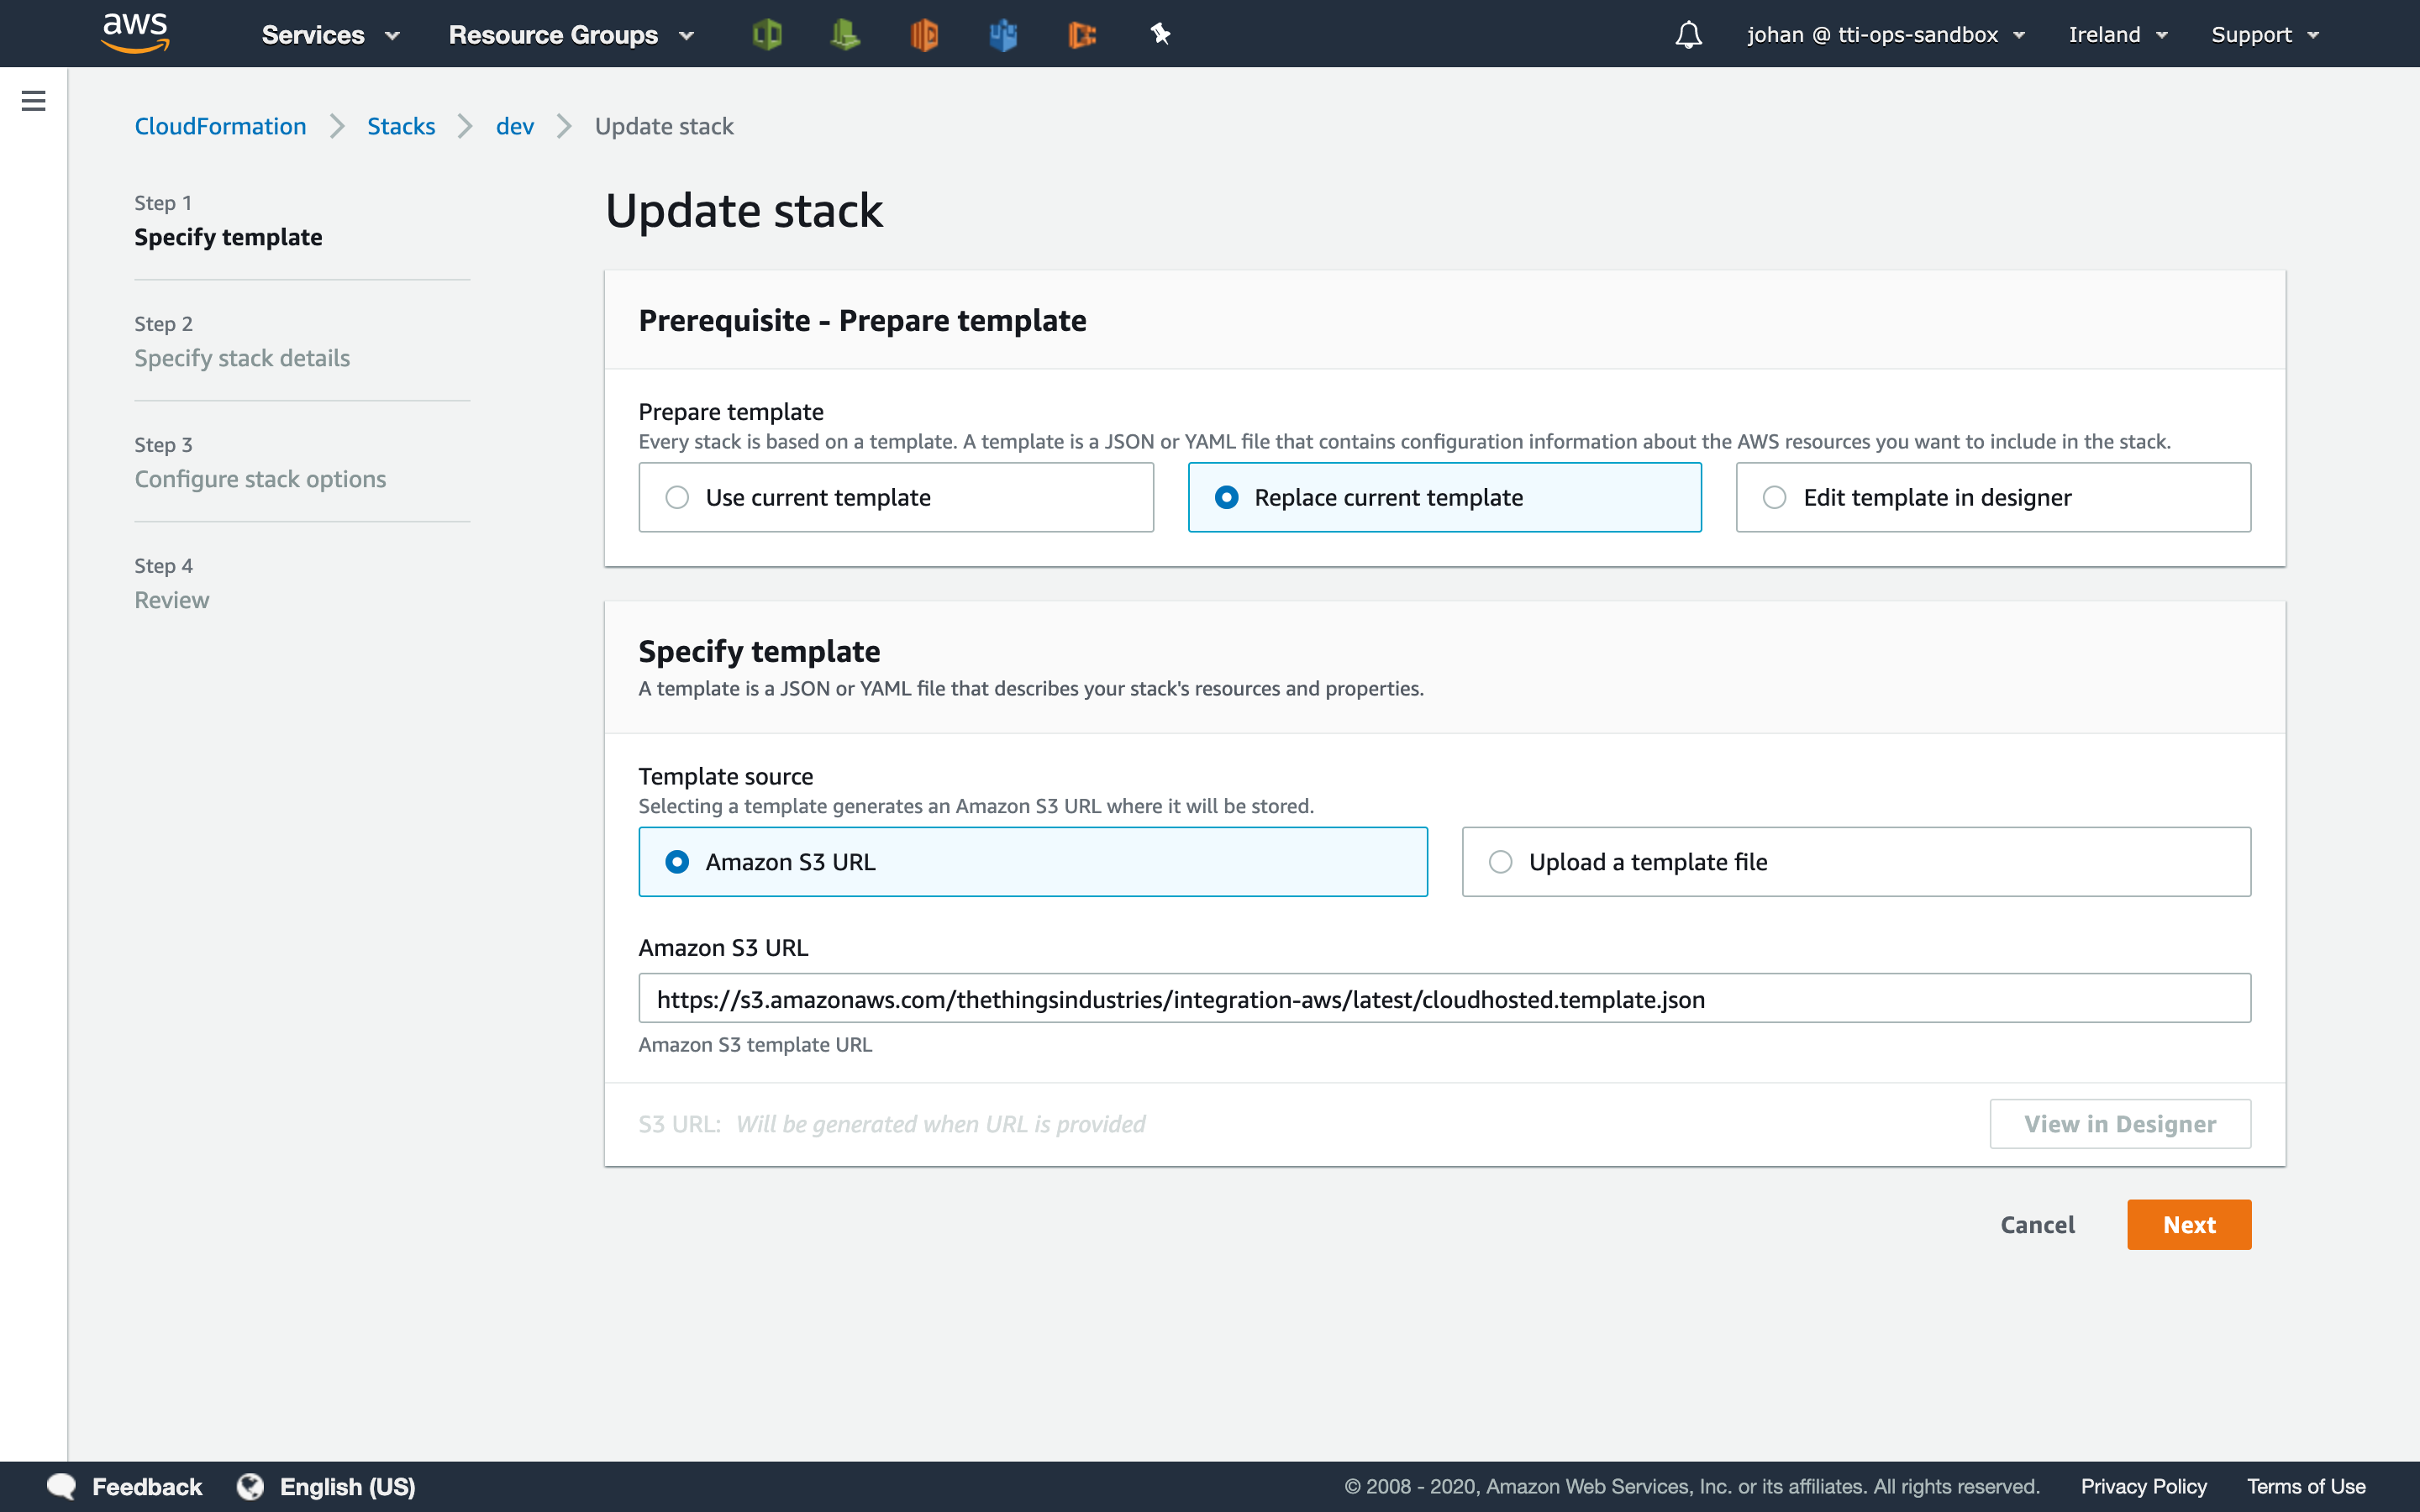 aws Services Resource Groups johan @ tti-ops-sandbox Ireland Support
CloudFormation Stacks dev Update stack
Step 1
Specify template
Step 2
Specify stack details
Step 3
Configure stack options
Step 4
Review
Update stack
Prerequisite - Prepare template
Prepare template
Every stack is based on a template. A template is a JSON or YAML file that contains configuration information about the AWS resources you want to include in the stack.
Use current template Replace current template Edit template in designer
Specify template
A template is a JSON or YAML file that describes your stack's resources and properties.
Template source
Selecting a template generates an Amazon S3 URL where it will be stored.
Amazon S3 URL Upload a template file
Amazon S3 URL
https://s3.amazonaws.com/thethingsindustries/integration-aws/latest/cloudhosted.template.json
Amazon S3 template URL
S3 URL: Will be generated when URL is provided View in Designer
Cancel Next
Feedback English (US) © 2008 - 2020, Amazon Web Services, Inc. or its affiliates. All rights reserved. Privacy Policy Terms of Use